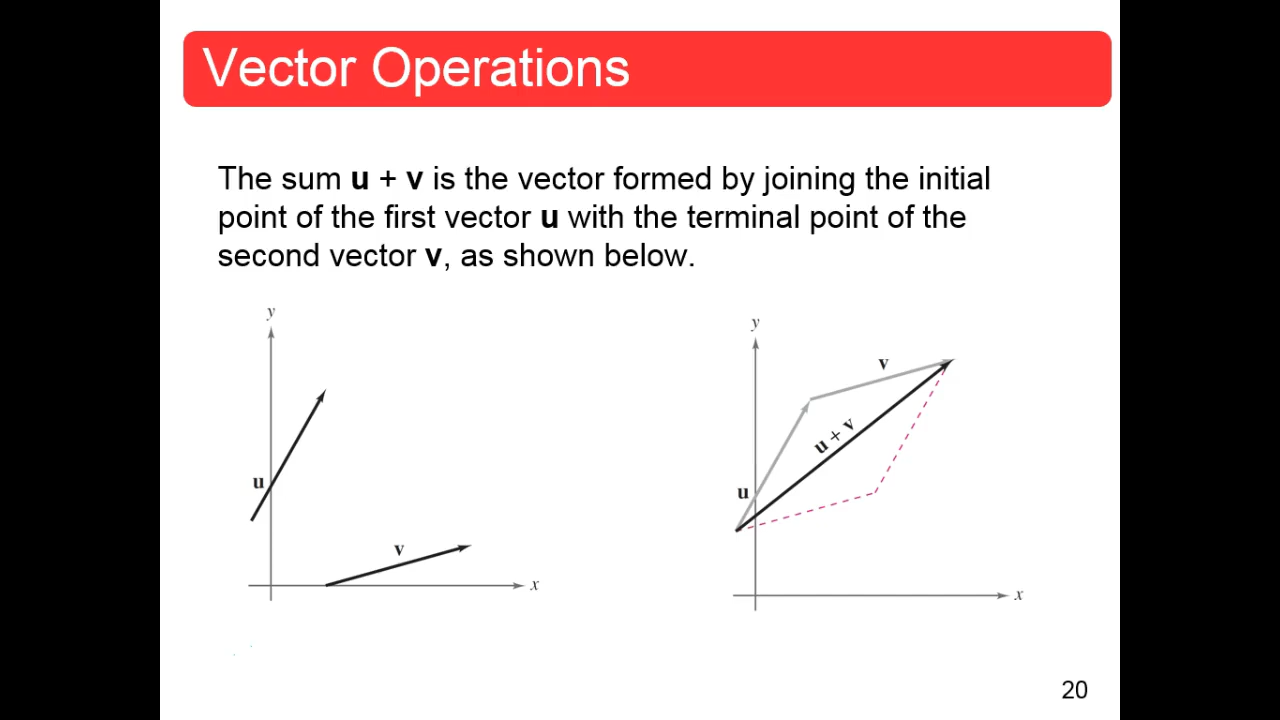 Vector Operations
The sum u + v is the vector formed by joining the initial
point of the first vector u with the terminal point of the
second vector v, as shown below.
y
u
v
x
y
v
u + v
u
x
20